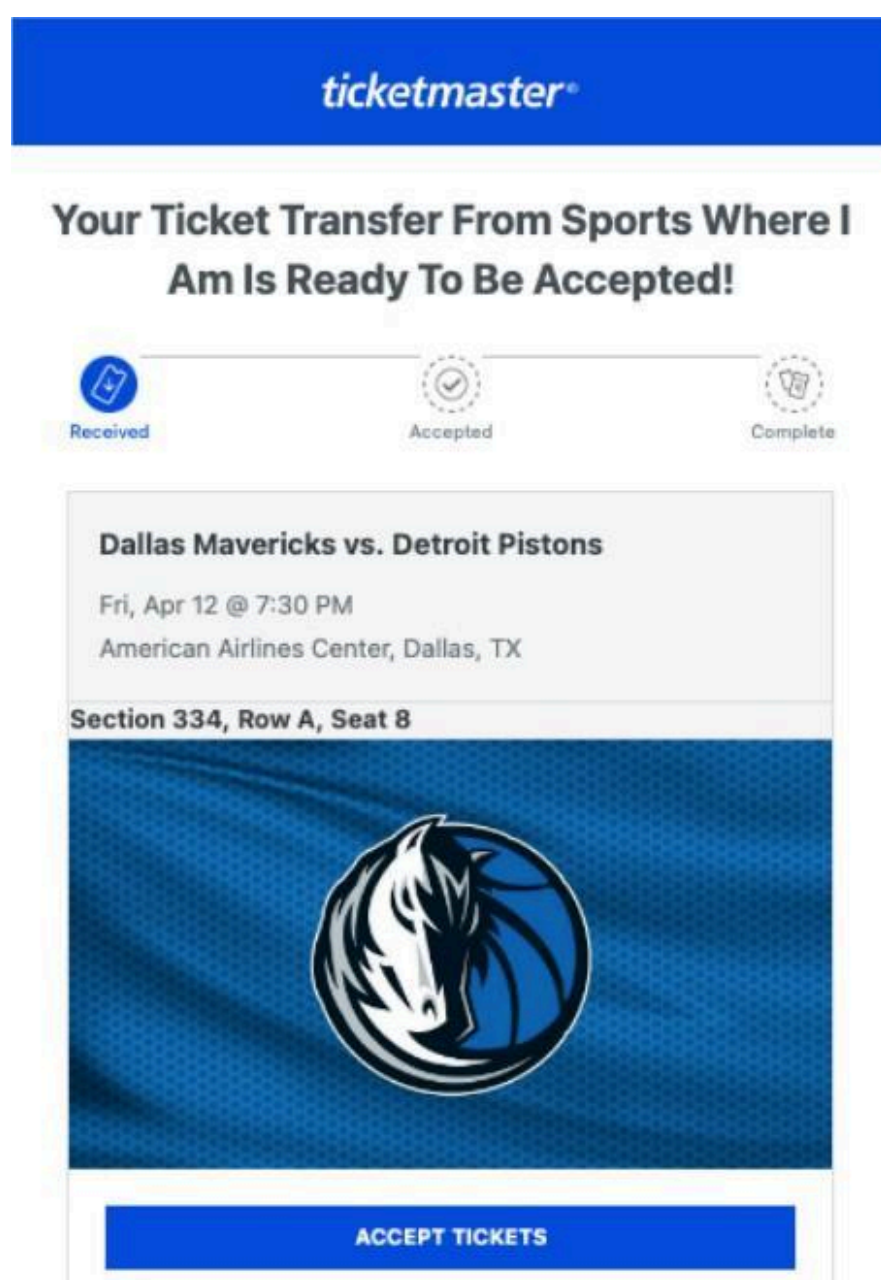 ticketmaster®
Your Ticket Transfer From Sports Where I
Am Is Ready To Be Accepted!
Received
Accepted
Complete
Dallas Mavericks vs. Detroit Pistons
Fri, Apr 12 @ 7:30 PM
American Airlines Center, Dallas, TX
Section 334, Row A, Seat 8
M
ACCEPT TICKETS